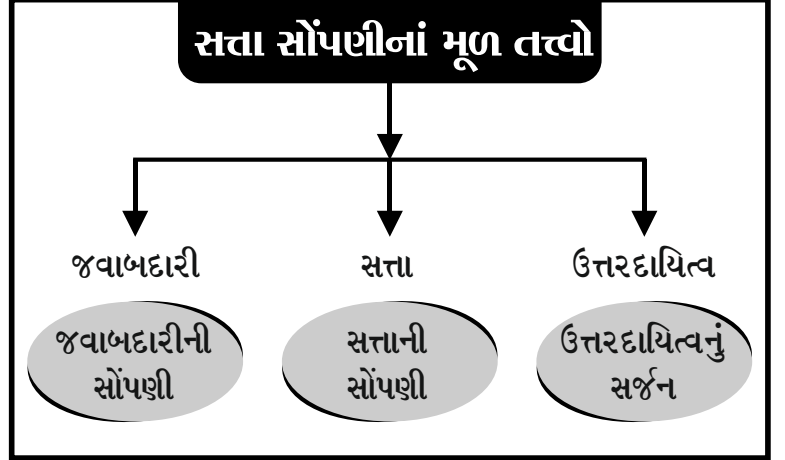 સત્તા સોંપણીનાં મૂળ તત્ત્વો
જવાબદારી
સત્તા
ઉત્તરદાયિત્વ
જવાબદારીની
સોંપણી
સત્તાની
સોંપણી
ઉત્તરદાયિત્વનું
સર્જન